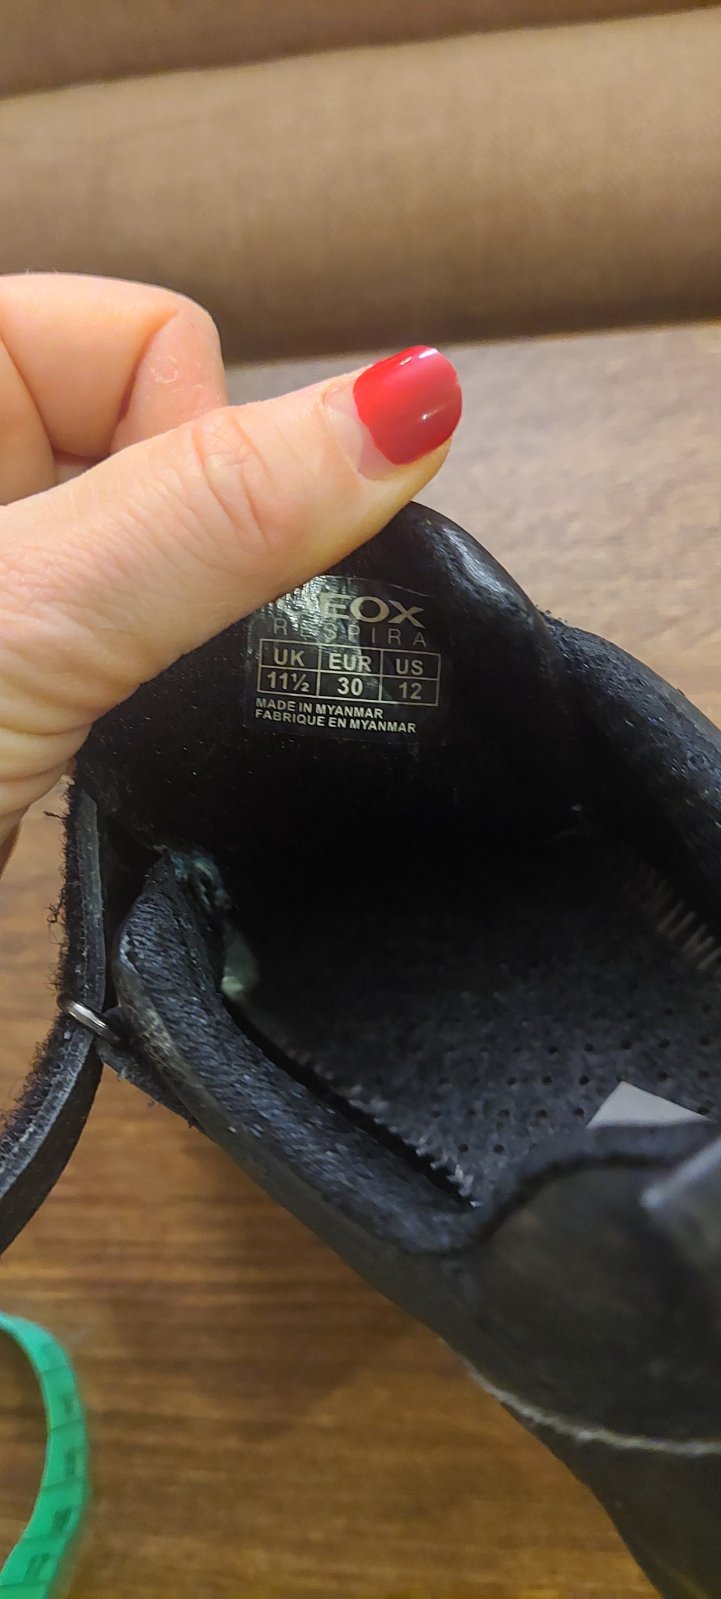 EOX
RESPIRA
UK EUR US
11½ 30 12
MADE IN MYANMAR
FABRIQUE EN MYANMAR